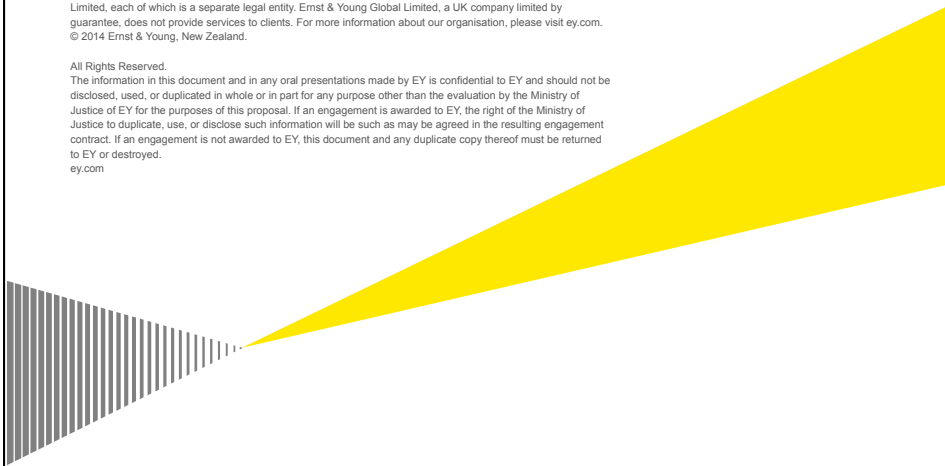 Limited, each of which is a separate legal entity. Ernst & Young Global Limited, a UK company limited by
guarantee, does not provide services to clients. For more information about our organisation, please visit ey.com.
© 2014 Ernst & Young, New Zealand.
All Rights Reserved.
The information in this document and in any oral presentations made by EY is confidential to EY and should not be
disclosed, used, or duplicated in whole or in part for any purpose other than the evaluation by the Ministry of
Justice of EY for the purposes of this proposal. If an engagement is awarded to EY, the right of the Ministry of
Justice to duplicate, use, or disclose such information will be such as may be agreed in the resulting engagement
contract. If an engagement is not awarded to EY, this document and any duplicate copy thereof must be returned
to EY or destroyed.
ey.com